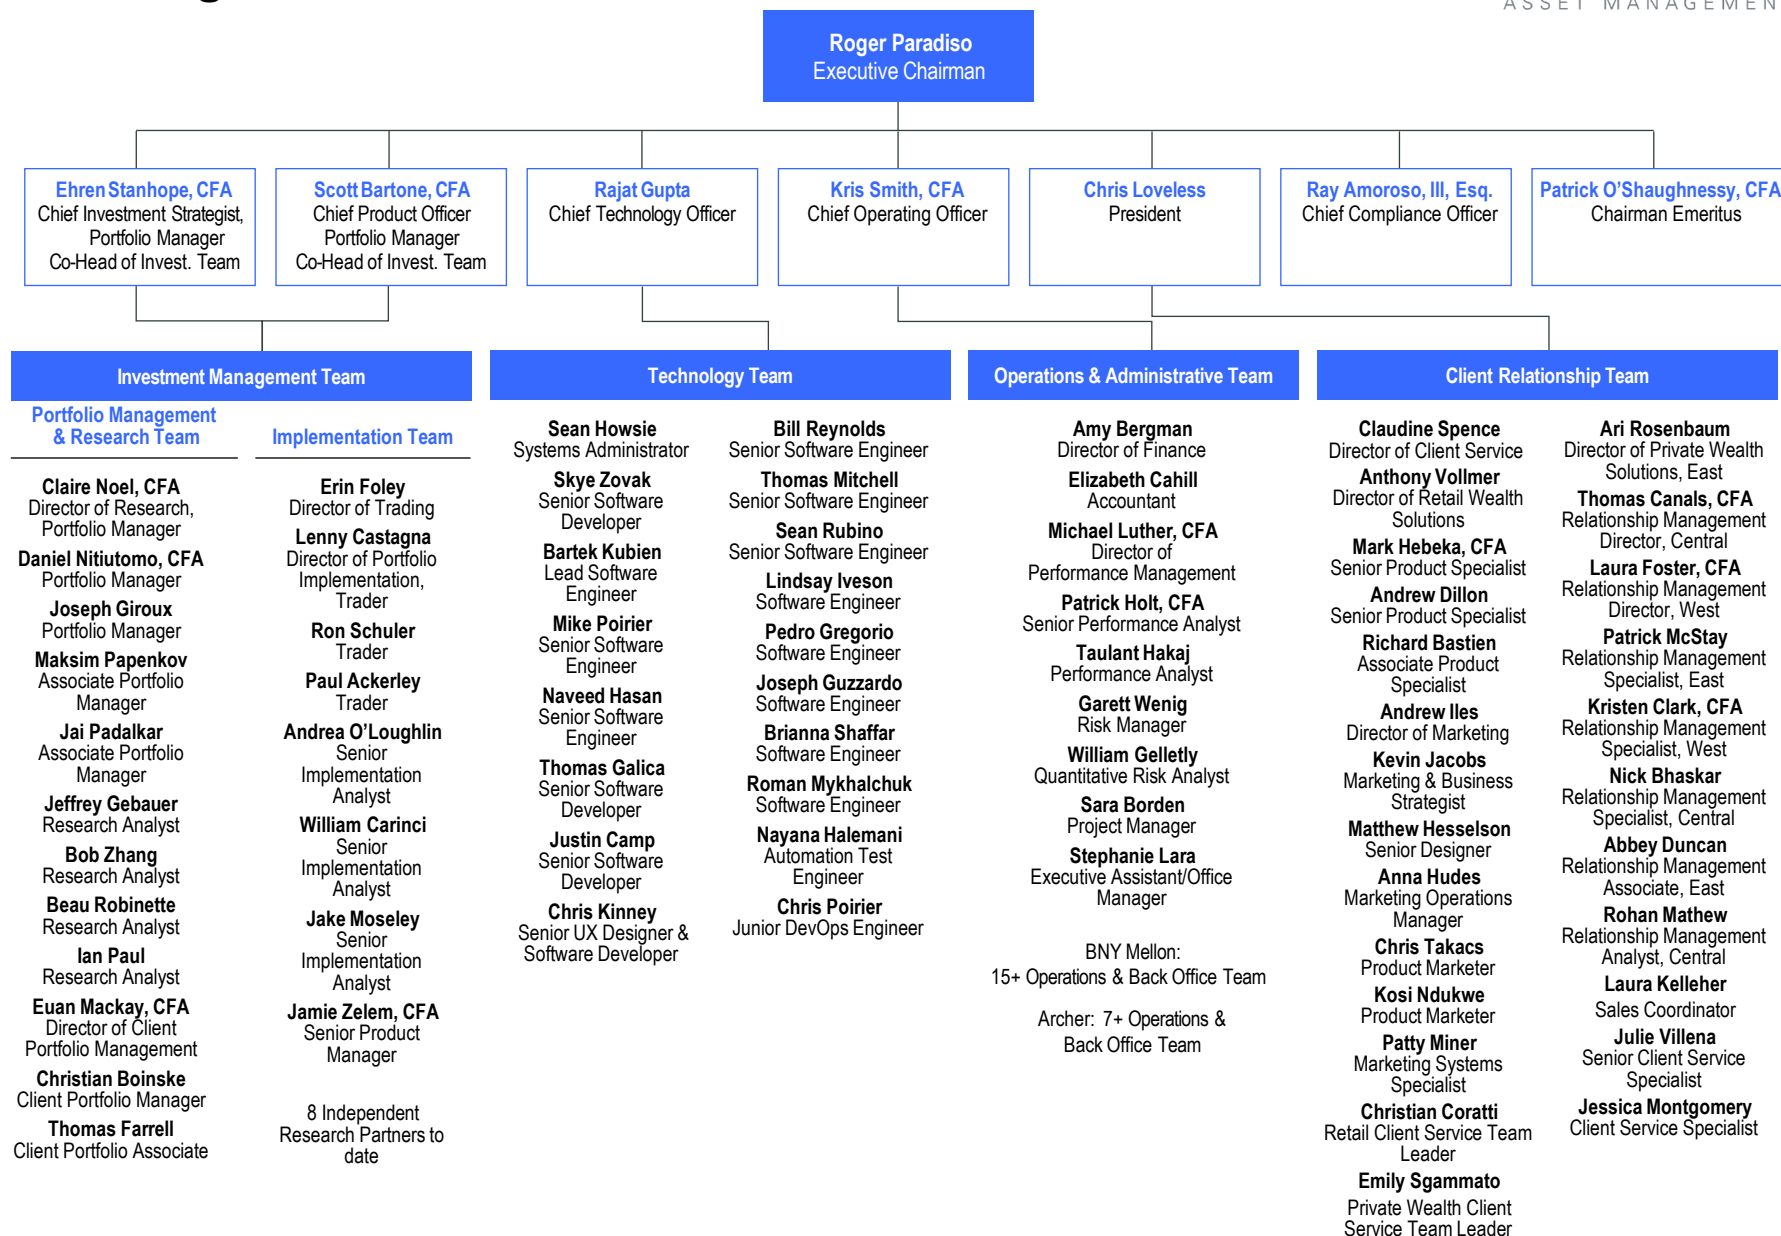 ASSET MANAGEMEN
Roger Paradiso
Executive Chairman
Ehren Stanhope, CFA
Chief Investment Strategist,
Portfolio Manager
Co-Head of Invest. Team
Scott Bartone, CFA
Chief Product Officer
Portfolio Manager
Co-Head of Invest. Team
Rajat Gupta
Chief Technology Officer
Kris Smith, CFA
Chief Operating Officer
Chris Loveless
President
Ray Amoroso, III, Esq.
Chief Compliance Officer
Patrick O’Shaughnessy, CFA
Chairman Emeritus
Investment Management Team
Portfolio Management
& Research Team
Claire Noel, CFA
Director of Research,
Portfolio Manager
Daniel Nitiutomo, CFA
Portfolio Manager
Joseph Giroux
Portfolio Manager
Maksim Papenkov
Associate Portfolio
Manager
Jai Padalkar
Associate Portfolio
Manager
Jeffrey Gebauer
Research Analyst
Bob Zhang
Research Analyst
Beau Robinette
Research Analyst
Ian Paul
Research Analyst
Euan Mackay, CFA
Director of Client
Portfolio Management
Christian Boinske
Client Portfolio Manager
Thomas Farrell
Client Portfolio Associate
Implementation Team
Erin Foley
Director of Trading
Lenny Castagna
Director of Portfolio
Implementation,
Trader
Ron Schuler
Trader
Paul Ackerley
Trader
Andrea O’Loughlin
Senior
Implementation
Analyst
William Carinci
Senior
Implementation
Analyst
Jake Moseley
Senior
Implementation
Analyst
Jamie Zelem, CFA
Senior Product
Manager
8 Independent
Research Partners to
date
Technology Team
Sean Howsie
Systems Administrator
Skye Zovak
Senior Software
Developer
Bartek Kubien
Lead Software
Engineer
Mike Poirier
Senior Software
Engineer
Naveed Hasan
Senior Software
Engineer
Thomas Galica
Senior Software
Developer
Justin Camp
Senior Software
Developer
Chris Kinney
Senior UX Designer &
Software Developer
Bill Reynolds
Senior Software Engineer
Thomas Mitchell
Senior Software Engineer
Sean Rubino
Senior Software Engineer
Lindsay Iveson
Software Engineer
Pedro Gregorio
Software Engineer
Joseph Guzzardo
Software Engineer
Brianna Shaffar
Software Engineer
Roman Mykhalchuk
Software Engineer
Nayana Halemani
Automation Test
Engineer
Chris Poirier
Junior DevOps Engineer
Operations & Administrative Team
Amy Bergman
Director of Finance
Elizabeth Cahill
Accountant
Michael Luther, CFA
Director of
Performance Management
Patrick Holt, CFA
Senior Performance Analyst
Taulant Hakaj
Performance Analyst
Garett Wenig
Risk Manager
William Gelletly
Quantitative Risk Analyst
Sara Borden
Project Manager
Stephanie Lara
Executive Assistant/Office
Manager
BNY Mellon:
15+ Operations & Back Office Team
Archer: 7+ Operations &
Back Office Team
Client Relationship Team
Claudine Spence
Director of Client Service
Anthony Vollmer
Director of Retail Wealth
Solutions
Mark Hebeka, CFA
Senior Product Specialist
Andrew Dillon
Senior Product Specialist
Richard Bastien
Associate Product
Specialist
Andrew Iles
Director of Marketing
Kevin Jacobs
Marketing & Business
Strategist
Matthew Hesselson
Senior Designer
Anna Hudes
Marketing Operations
Manager
Chris Takacs
Product Marketer
Kosi Ndukwe
Product Marketer
Patty Miner
Marketing Systems
Specialist
Christian Coratti
Retail Client Service Team
Leader
Emily Sgammato
Private Wealth Client
Service Team Leader
Ari Rosenbaum
Director of Private Wealth
Solutions, East
Thomas Canals, CFA
Relationship Management
Director, Central
Laura Foster, CFA
Relationship Management
Director, West
Patrick McStay
Relationship Management
Specialist, East
Kristen Clark, CFA
Relationship Management
Specialist, West
Nick Bhaskar
Relationship Management
Specialist, Central
Abbey Duncan
Relationship Management
Associate, East
Rohan Mathew
Relationship Management
Analyst, Central
Laura Kelleher
Sales Coordinator
Julie Villena
Senior Client Service
Specialist
Jessica Montgomery
Client Service Specialist